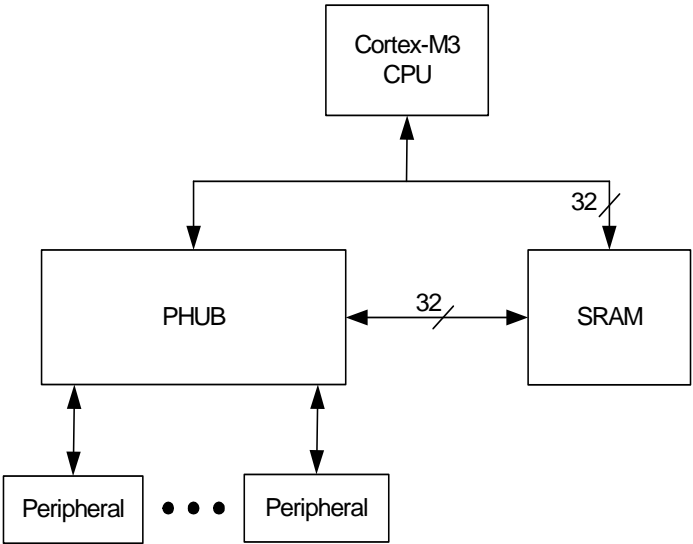 Cortex-M3
CPU
32
PHUB
32
SRAM
Peripheral
Peripheral